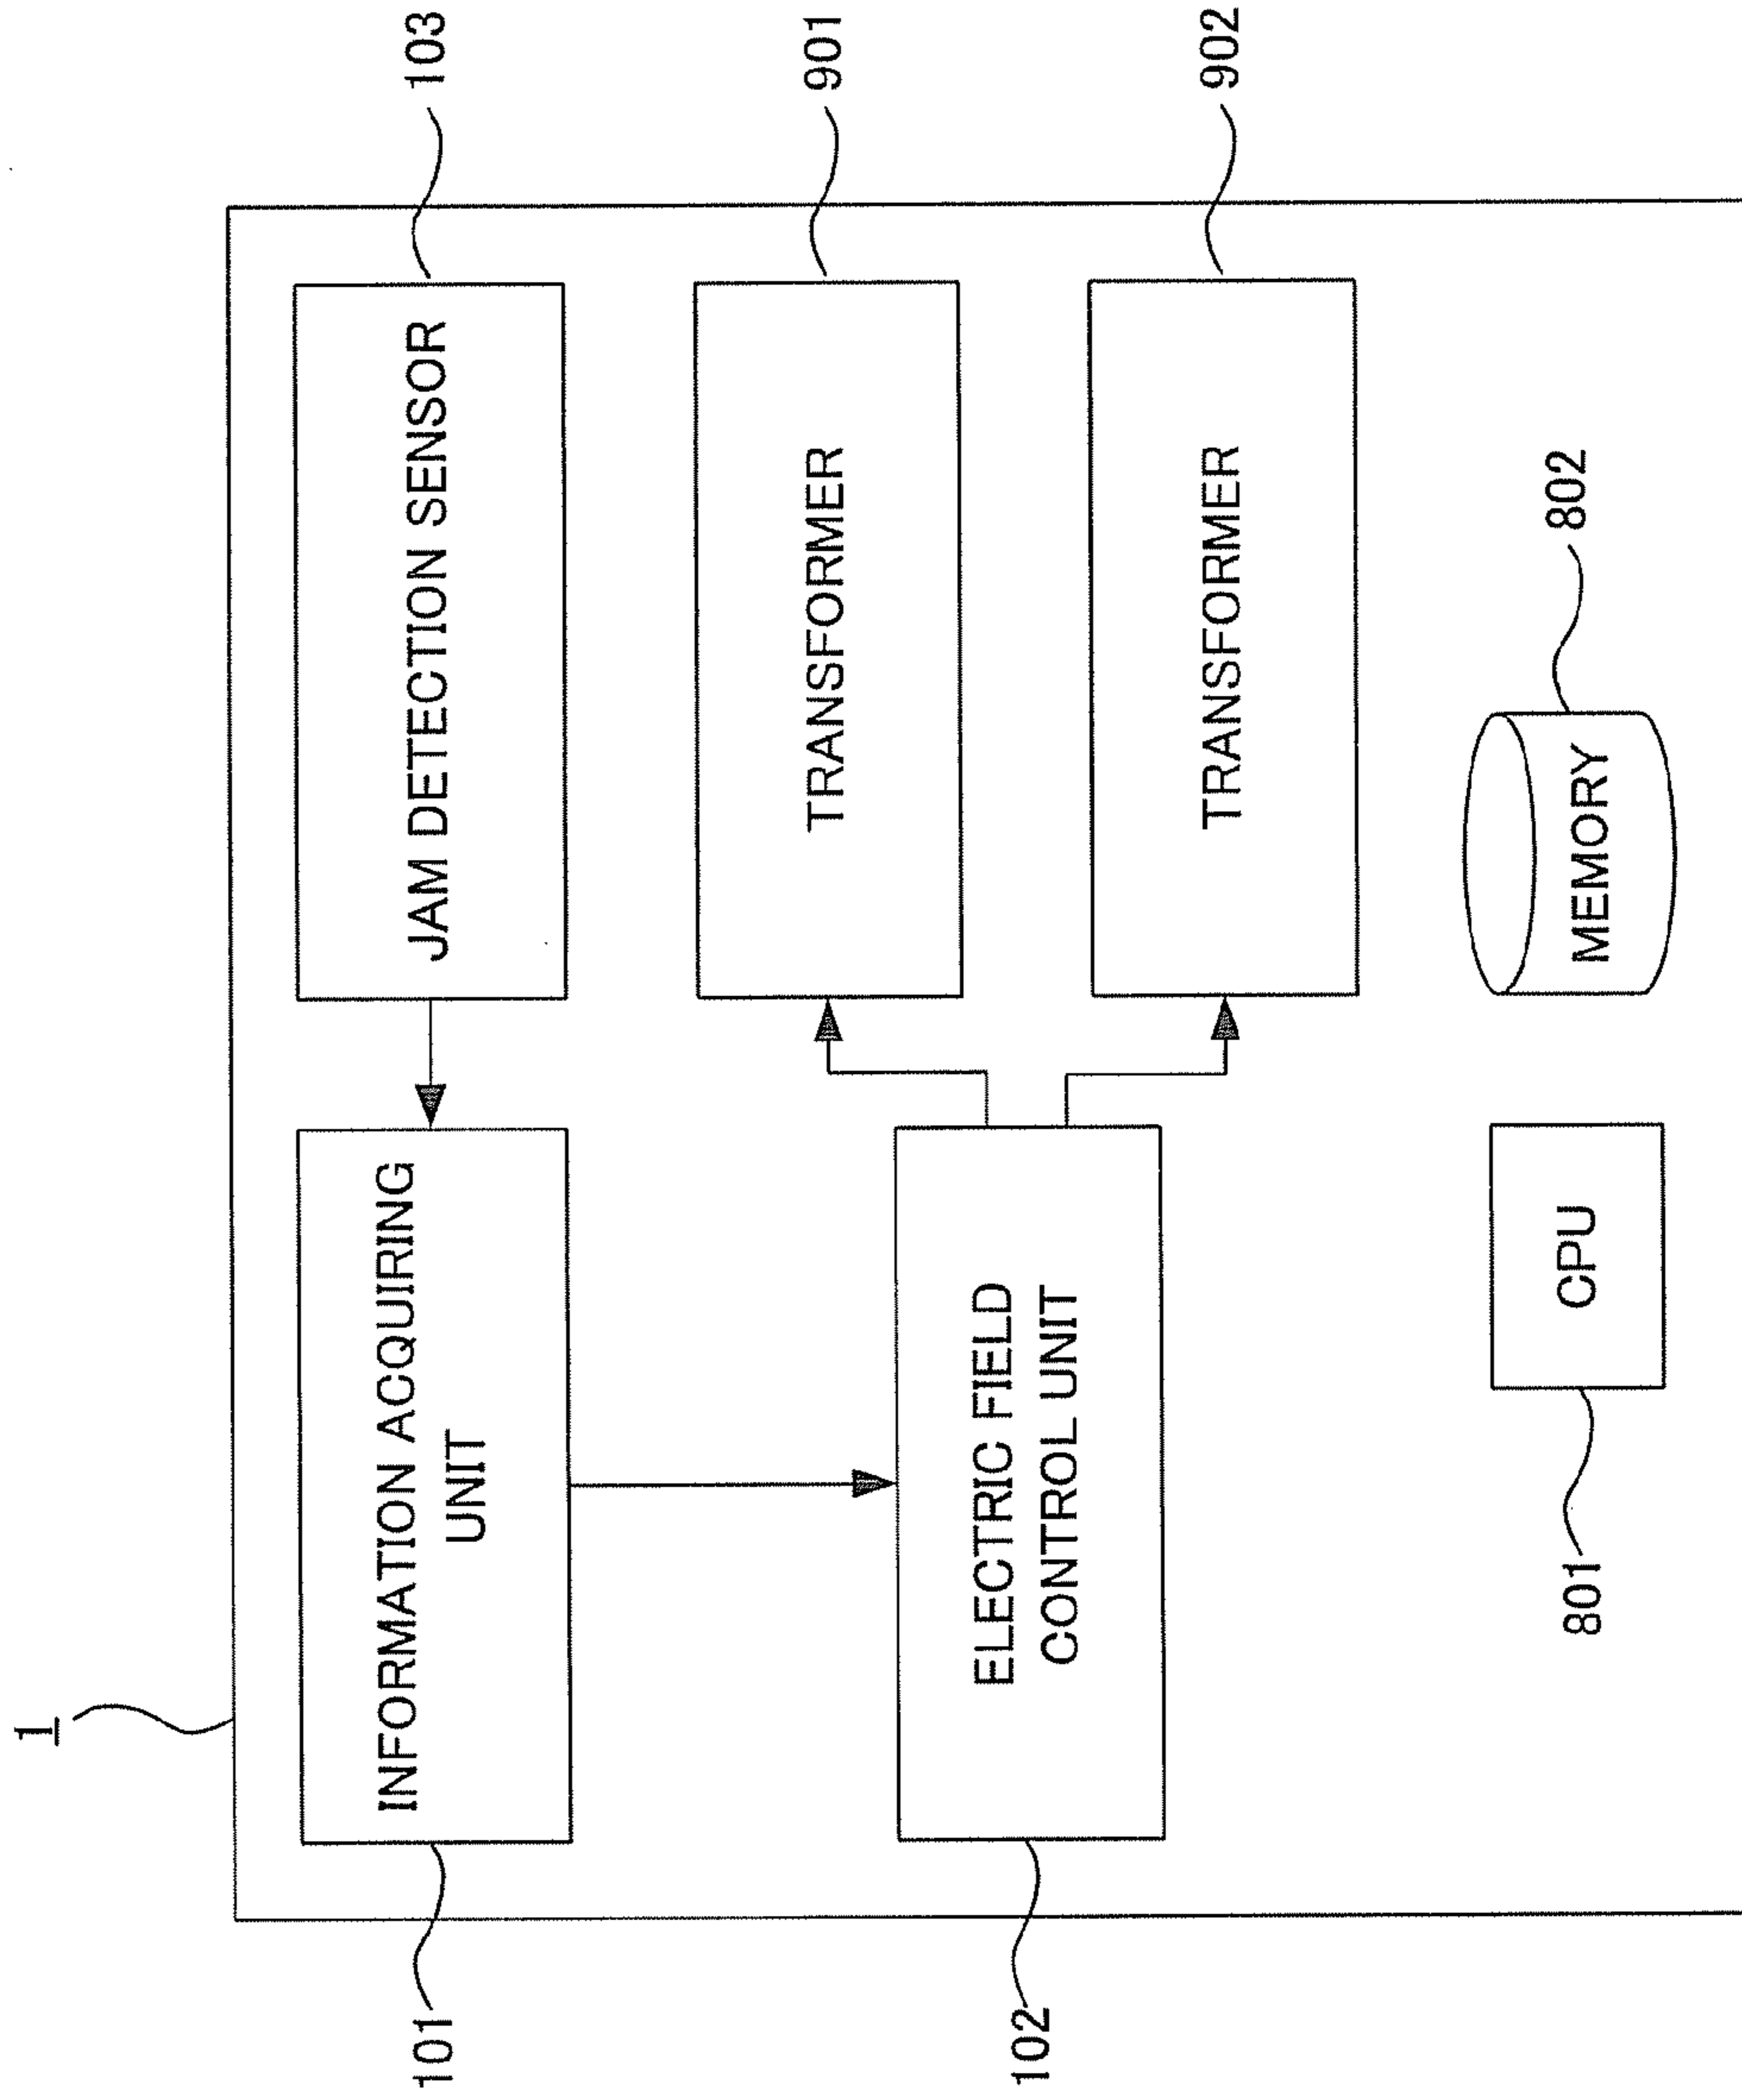 1
101
INFORMATION ACQUIRING
UNIT
JAM DETECTION SENSOR
103
TRANSFORMER
901
102
ELECTRIC FIELD
CONTROL UNIT
TRANSFORMER
902
801
CPU
MEMORY
802